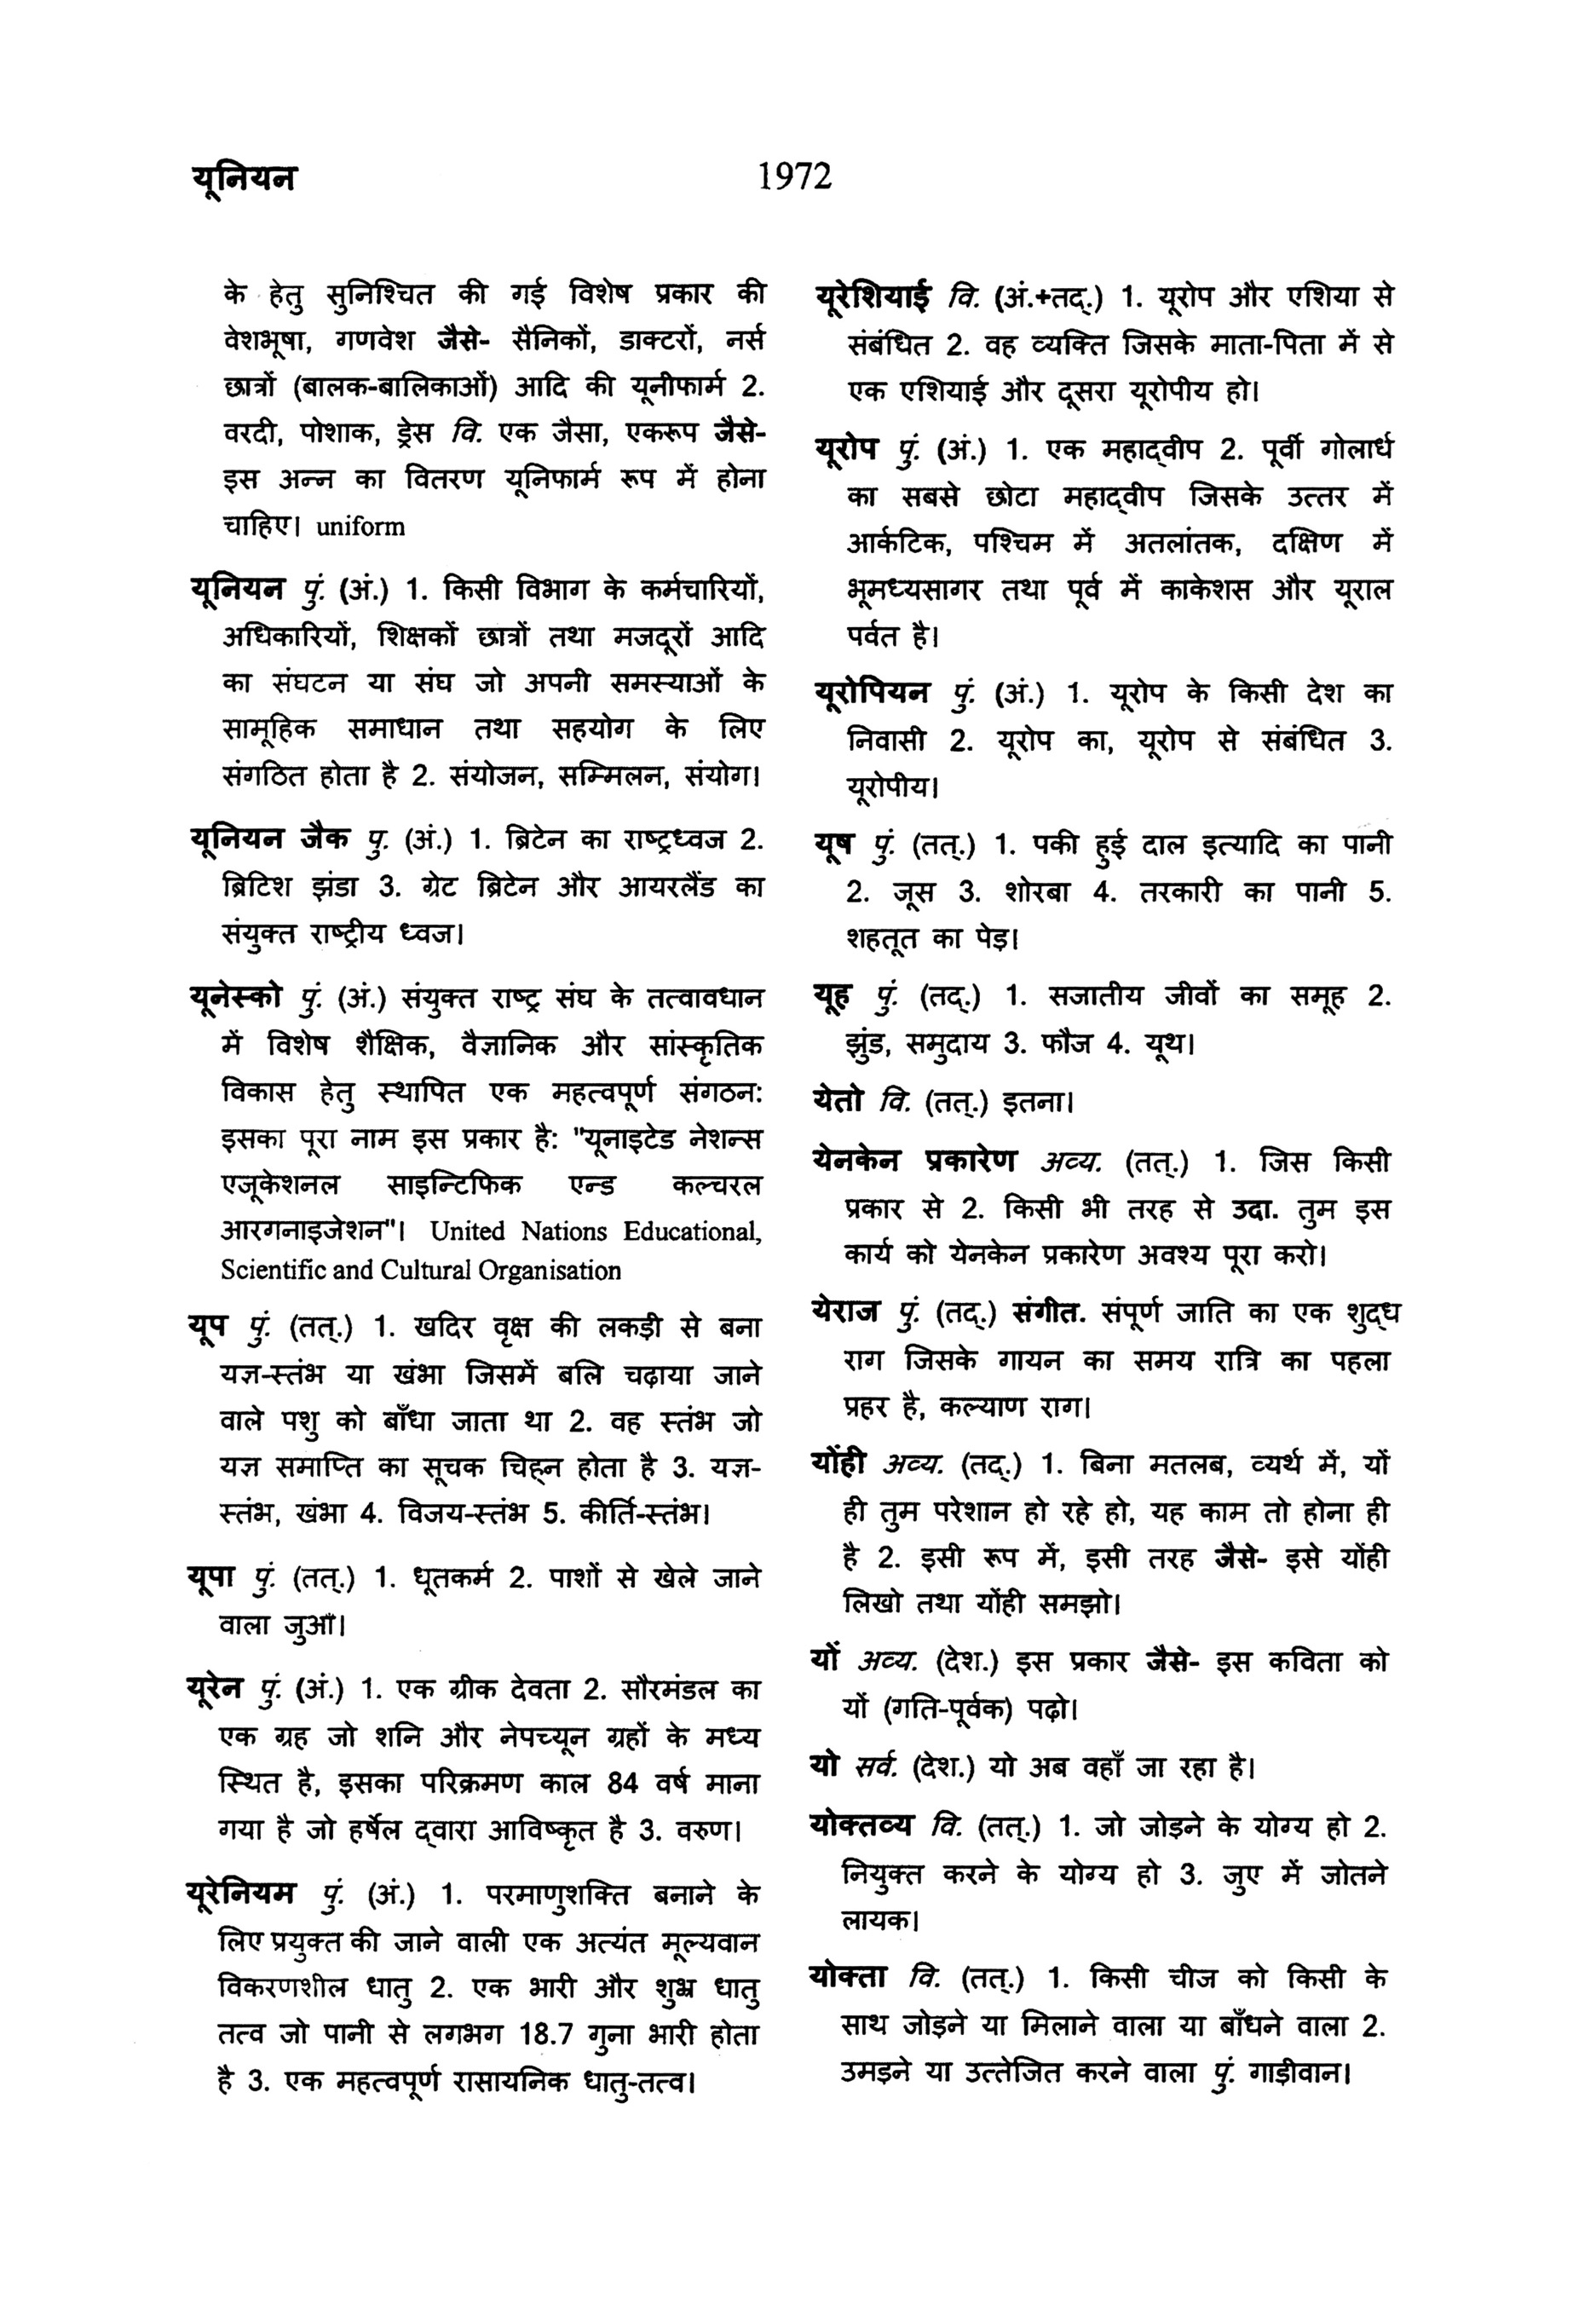 यूनियन
1972
के हेतु सुनिश्चित की गई विशेष प्रकार की
वेशभूषा, गणवेश जैसे- सैनिकों, डाक्टरों, नर्स
छात्रों (बालक-बालिकाओं) आदि की यूनीफार्म 2.
वरदी, पोशाक, ड्रेस वि. एक जैसा, एकरूप जैसे-
इस अन्न का वितरण यूनिफार्म रूप में होना
चाहिए। uniform
यूनियन पुं. (अं.) 1. किसी विभाग के कर्मचारियों,
अधिकारियों, शिक्षकों छात्रों तथा मजदूरों आदि
का संघटन या संघ जो अपनी समस्याओं के
सामूहिक समाधान तथा सहयोग के लिए
संगठित होता है 2. संयोजन, सम्मिलन, संयोग।
यूनियन जैक पु. (अं.) 1. ब्रिटेन का राष्ट्रध्वज 2.
ब्रिटिश झंडा 3. ग्रेट ब्रिटेन और आयरलैंड का
संयुक्त राष्ट्रीय ध्वज।
यूनेस्को पुं. (अं.) संयुक्त राष्ट्र संघ के तत्वावधान
में विशेष शैक्षिक, वैज्ञानिक और सांस्कृतिक
विकास हेतु स्थापित एक महत्वपूर्ण संगठन:
इसका पूरा नाम इस प्रकार है: "यूनाइटेड नेशन्स
एजूकेशनल साइन्टिफिक एन्ड कल्चरल
आरगनाइजेशन"। United Nations Educational,
Scientific and Cultural Organisation
यूप पुं. (तत्.) 1. खदिर वृक्ष की लकड़ी से बना
यज्ञ-स्तंभ या खंभा जिसमें बलि चढ़ाया जाने
वाले पशु को बाँधा जाता था 2. वह स्तंभ जो
यज्ञ समाप्ति का सूचक चिह्न होता है 3. यज्ञ-
स्तंभ, खंभा 4. विजय-स्तंभ 5. कीर्ति-स्तंभ।
यूपा पुं. (तत्.) 1. धूतकर्म 2. पाशों से खेले जाने
वाला जुआँ।
यूरेन पुं. (अं.) 1. एक ग्रीक देवता 2. सौरमंडल का
एक ग्रह जो शनि और नेपच्यून ग्रहों के मध्य
स्थित है, इसका परिक्रमण काल 84 वर्ष माना
गया है जो हर्षेल द्‌वारा आविष्कृत है 3. वरुण।
यूरेनियम पुं. (अं.) 1. परमाणुशक्ति बनाने के
लिए प्रयुक्त की जाने वाली एक अत्यंत मूल्यवान
विकरणशील धातु 2. एक भारी और शुभ्र धातु
तत्व जो पानी से लगभग 18.7 गुना भारी होता
है 3. एक महत्वपूर्ण रासायनिक धातु-तत्व।
यूरेशियाई वि. (अं.+तद्.) 1. यूरोप और एशिया से
संबंधित 2. वह व्यक्ति जिसके माता-पिता में से
एक एशियाई और दूसरा यूरोपीय हो।
यूरोप पुं. (अं.) 1. एक महाद्‌वीप 2. पूर्वी गोलार्ध
का सबसे छोटा महाद्‌वीप जिसके उत्तर में
आर्कटिक, पश्चिम में अतलांतक, दक्षिण में
भूमध्यसागर तथा पूर्व में काकेशस और यूराल
पर्वत है।
यूरोपियन पुं. (अं.) 1. यूरोप के किसी देश का
निवासी 2. यूरोप का, यूरोप से संबंधित 3.
यूरोपीय।
यूष पुं. (तत्.) 1. पकी हुई दाल इत्यादि का पानी
2. जूस 3. शोरबा 4. तरकारी का पानी 5.
शहतूत का पेड़।
यूह पुं. (तद्.) 1. सजातीय जीवों का समूह 2.
झुंड, समुदाय 3. फौज 4. यूथ।
येतो वि. (तत्.) इतना।
येनकेन प्रकारेण अव्य. (तत्.) 1. जिस किसी
प्रकार से 2. किसी भी तरह से उदा. तुम इस
कार्य को येनकेन प्रकारेण अवश्य पूरा करो।
येराज पुं. (तद्.) संगीत. संपूर्ण जाति का एक शुद्‌ध
राग जिसके गायन का समय रात्रि का पहला
प्रहर है, कल्याण राग।
योंही अव्य. (तद्.) 1. बिना मतलब, व्यर्थ में, यों
ही तुम परेशान हो रहे हो, यह काम तो होना ही
है 2. इसी रूप में, इसी तरह जैसे- इसे योंही
लिखो तथा योंही समझो।
यों अव्य. (देश.) इस प्रकार जैसे- इस कविता को
यों (गति-पूर्वक) पढ़ो।
यो सर्व. (देश.) यो अब वहाँ जा रहा है।
योक्तव्य वि. (तत्.) 1. जो जोड़ने के योग्य हो 2.
नियुक्त करने के योग्य हो 3. जुए में जोतने
लायक।
योक्ता वि. (तत्.) 1. किसी चीज को किसी के
साथ जोड़ने या मिलाने वाला या बाँधने वाला 2.
उमड़ने या उत्तेजित करने वाला पुं. गाड़ीवान।